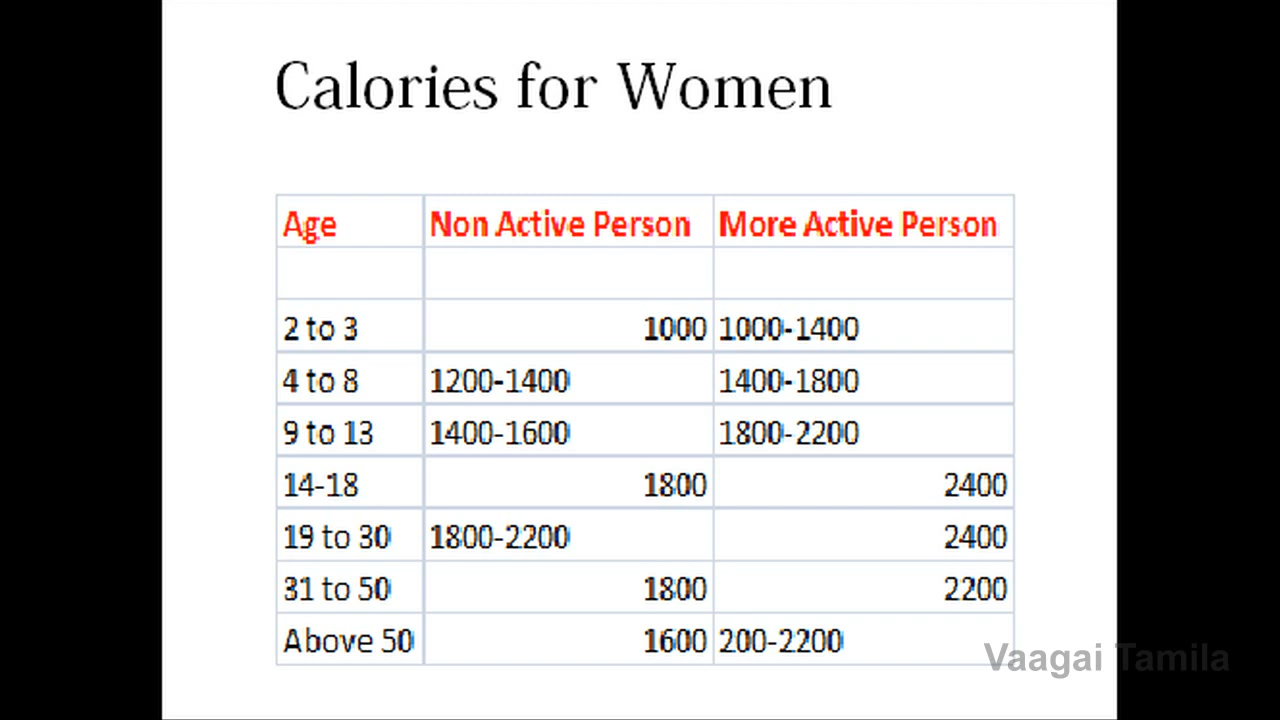 Calories for Women
Age Non Active Person More Active Person
2 to 3 1000 1000-1400
4 to 8 1200-1400 1400-1800
9 to 13 1400-1600 1800-2200
14-18 1800 2400
19 to 30 1800-2200 2400
31 to 50 1800 2200
Above 50 1600 200-2200
Vaagai Tamila